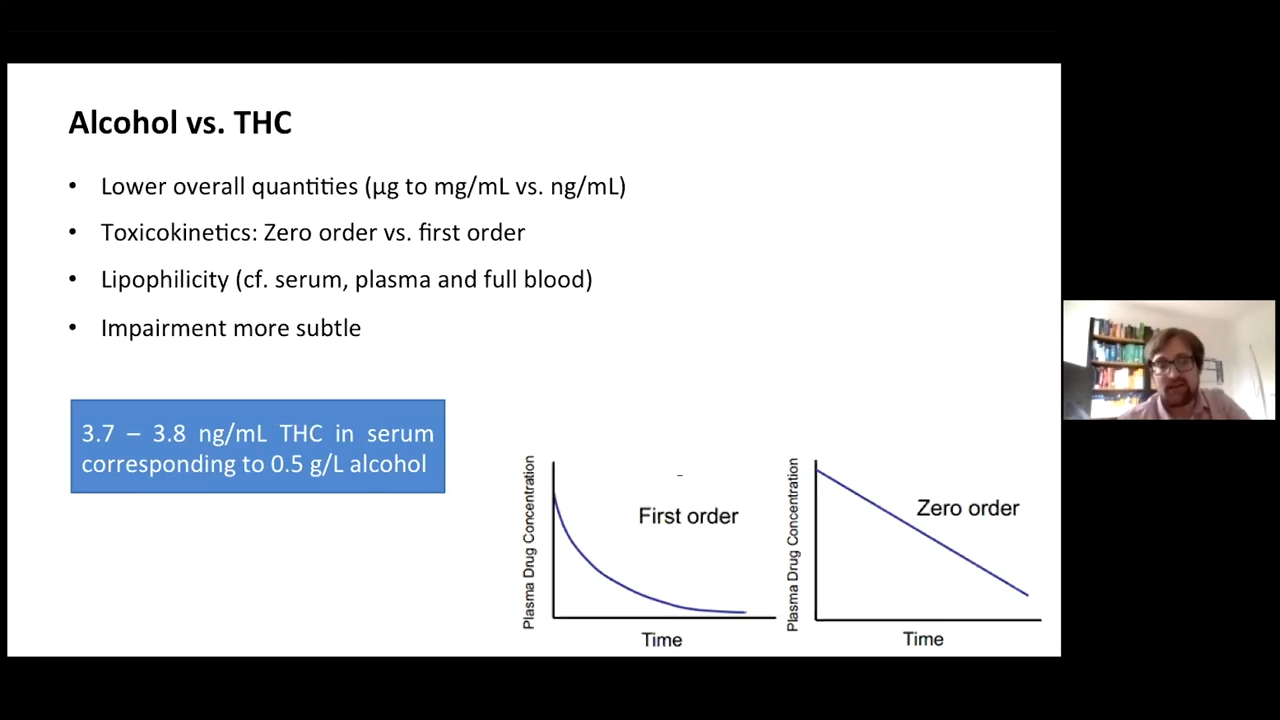 Alcohol vs. THC
• Lower overall quantities (µg to mg/mL vs. ng/mL)
• Toxicokinetics: Zero order vs. first order
• Lipophilicity (cf. serum, plasma and full blood)
• Impairment more subtle
3.7 – 3.8 ng/mL THC in serum
corresponding to 0.5 g/L alcohol
Plasma Drug Concentration
First order
Time
Plasma Drug Concentration
Zero order
Time